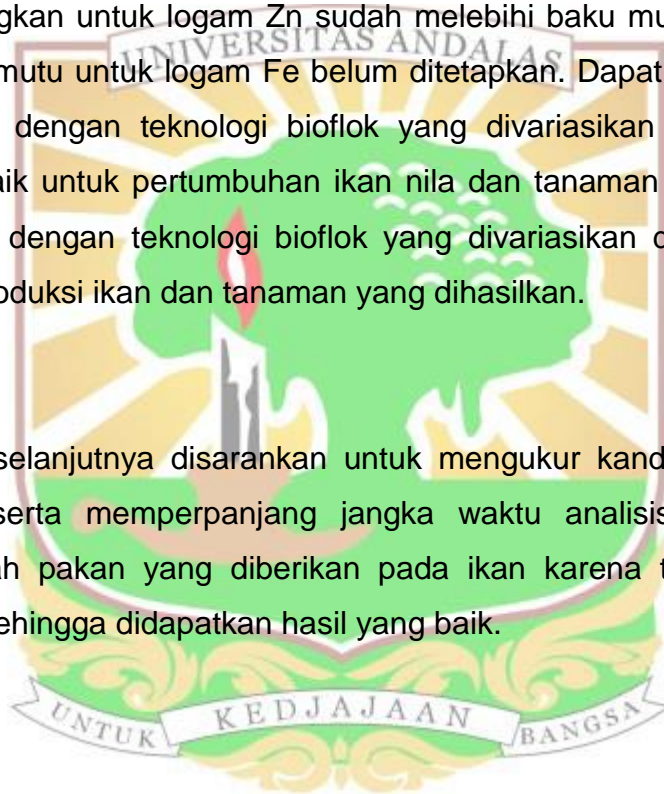 gkan untuk logam Zn sudah melebihi baku mu
UNIVERSITAS ANDALAS
mutu untuk logam Fe belum ditetapkan. Dapat
dengan teknologi bioflok yang divariasikan
aik untuk pertumbuhan ikan nila dan tanaman
dengan teknologi bioflok yang divariasikan d
oduksi ikan dan tanaman yang dihasilkan.
selanjutnya disarankan untuk mengukur kand
serta memperpanjang jangka waktu analisis
ah pakan yang diberikan pada ikan karena t
ehingga didapatkan hasil yang baik.
UNTUK KEDJAJAAN BANGSA